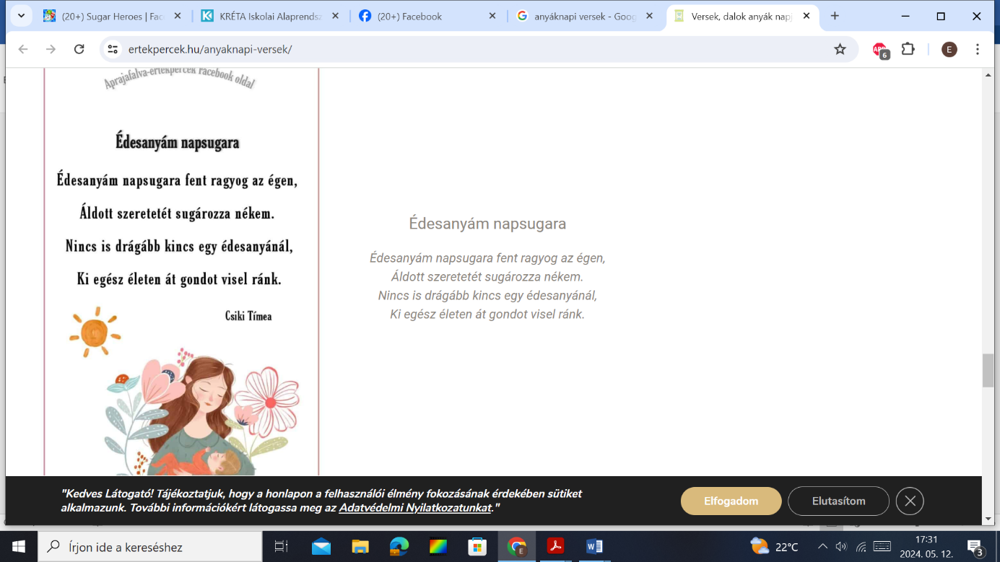 (20+) Sugar Heroes | Fac
KRÉTA Iskolai Alaprendsz
(20+) Facebook
anyáknapi versek - Goog
Versek, dalok anyák napj
ertekpercek.hu/anyaknapi-versek/
6
E
Aprajafalva-értékpercek Facebook oldal
Édesanyám napsugara
Édesanyám napsugara fent ragyog az égen,
Áldott szeretetét sugározza nékem.
Nincs is drágább kincs egy édesanyánál,
Ki egész életen át gondot visel ránk.
Csiki Tímea
Édesanyám napsugara
Édesanyám napsugara fent ragyog az égen,
Áldott szeretetét sugározza nékem.
Nincs is drágább kincs egy édesanyánál,
Ki egész életen át gondot visel ránk.
"Kedves Látogató! Tájékoztatjuk, hogy a honlapon a felhasználói élmény fokozásának érdekében sütiket
alkalmazunk. További információkért látogassa meg az Adatvédelmi Nyilatkozatunkat."
Elfogadom
Elutasítom
Írjon ide a kereséshez
22°C
17:31
2024. 05. 12.
3